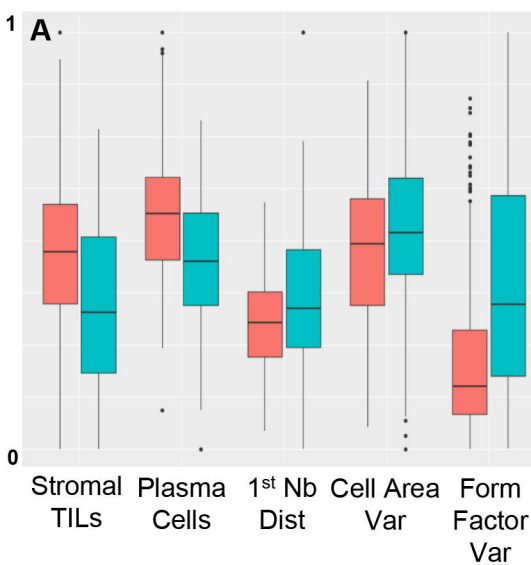 1
A
0
Stromal TILs
Plasma Cells
1st Nb Dist
Cell Area Var
Form Factor Var